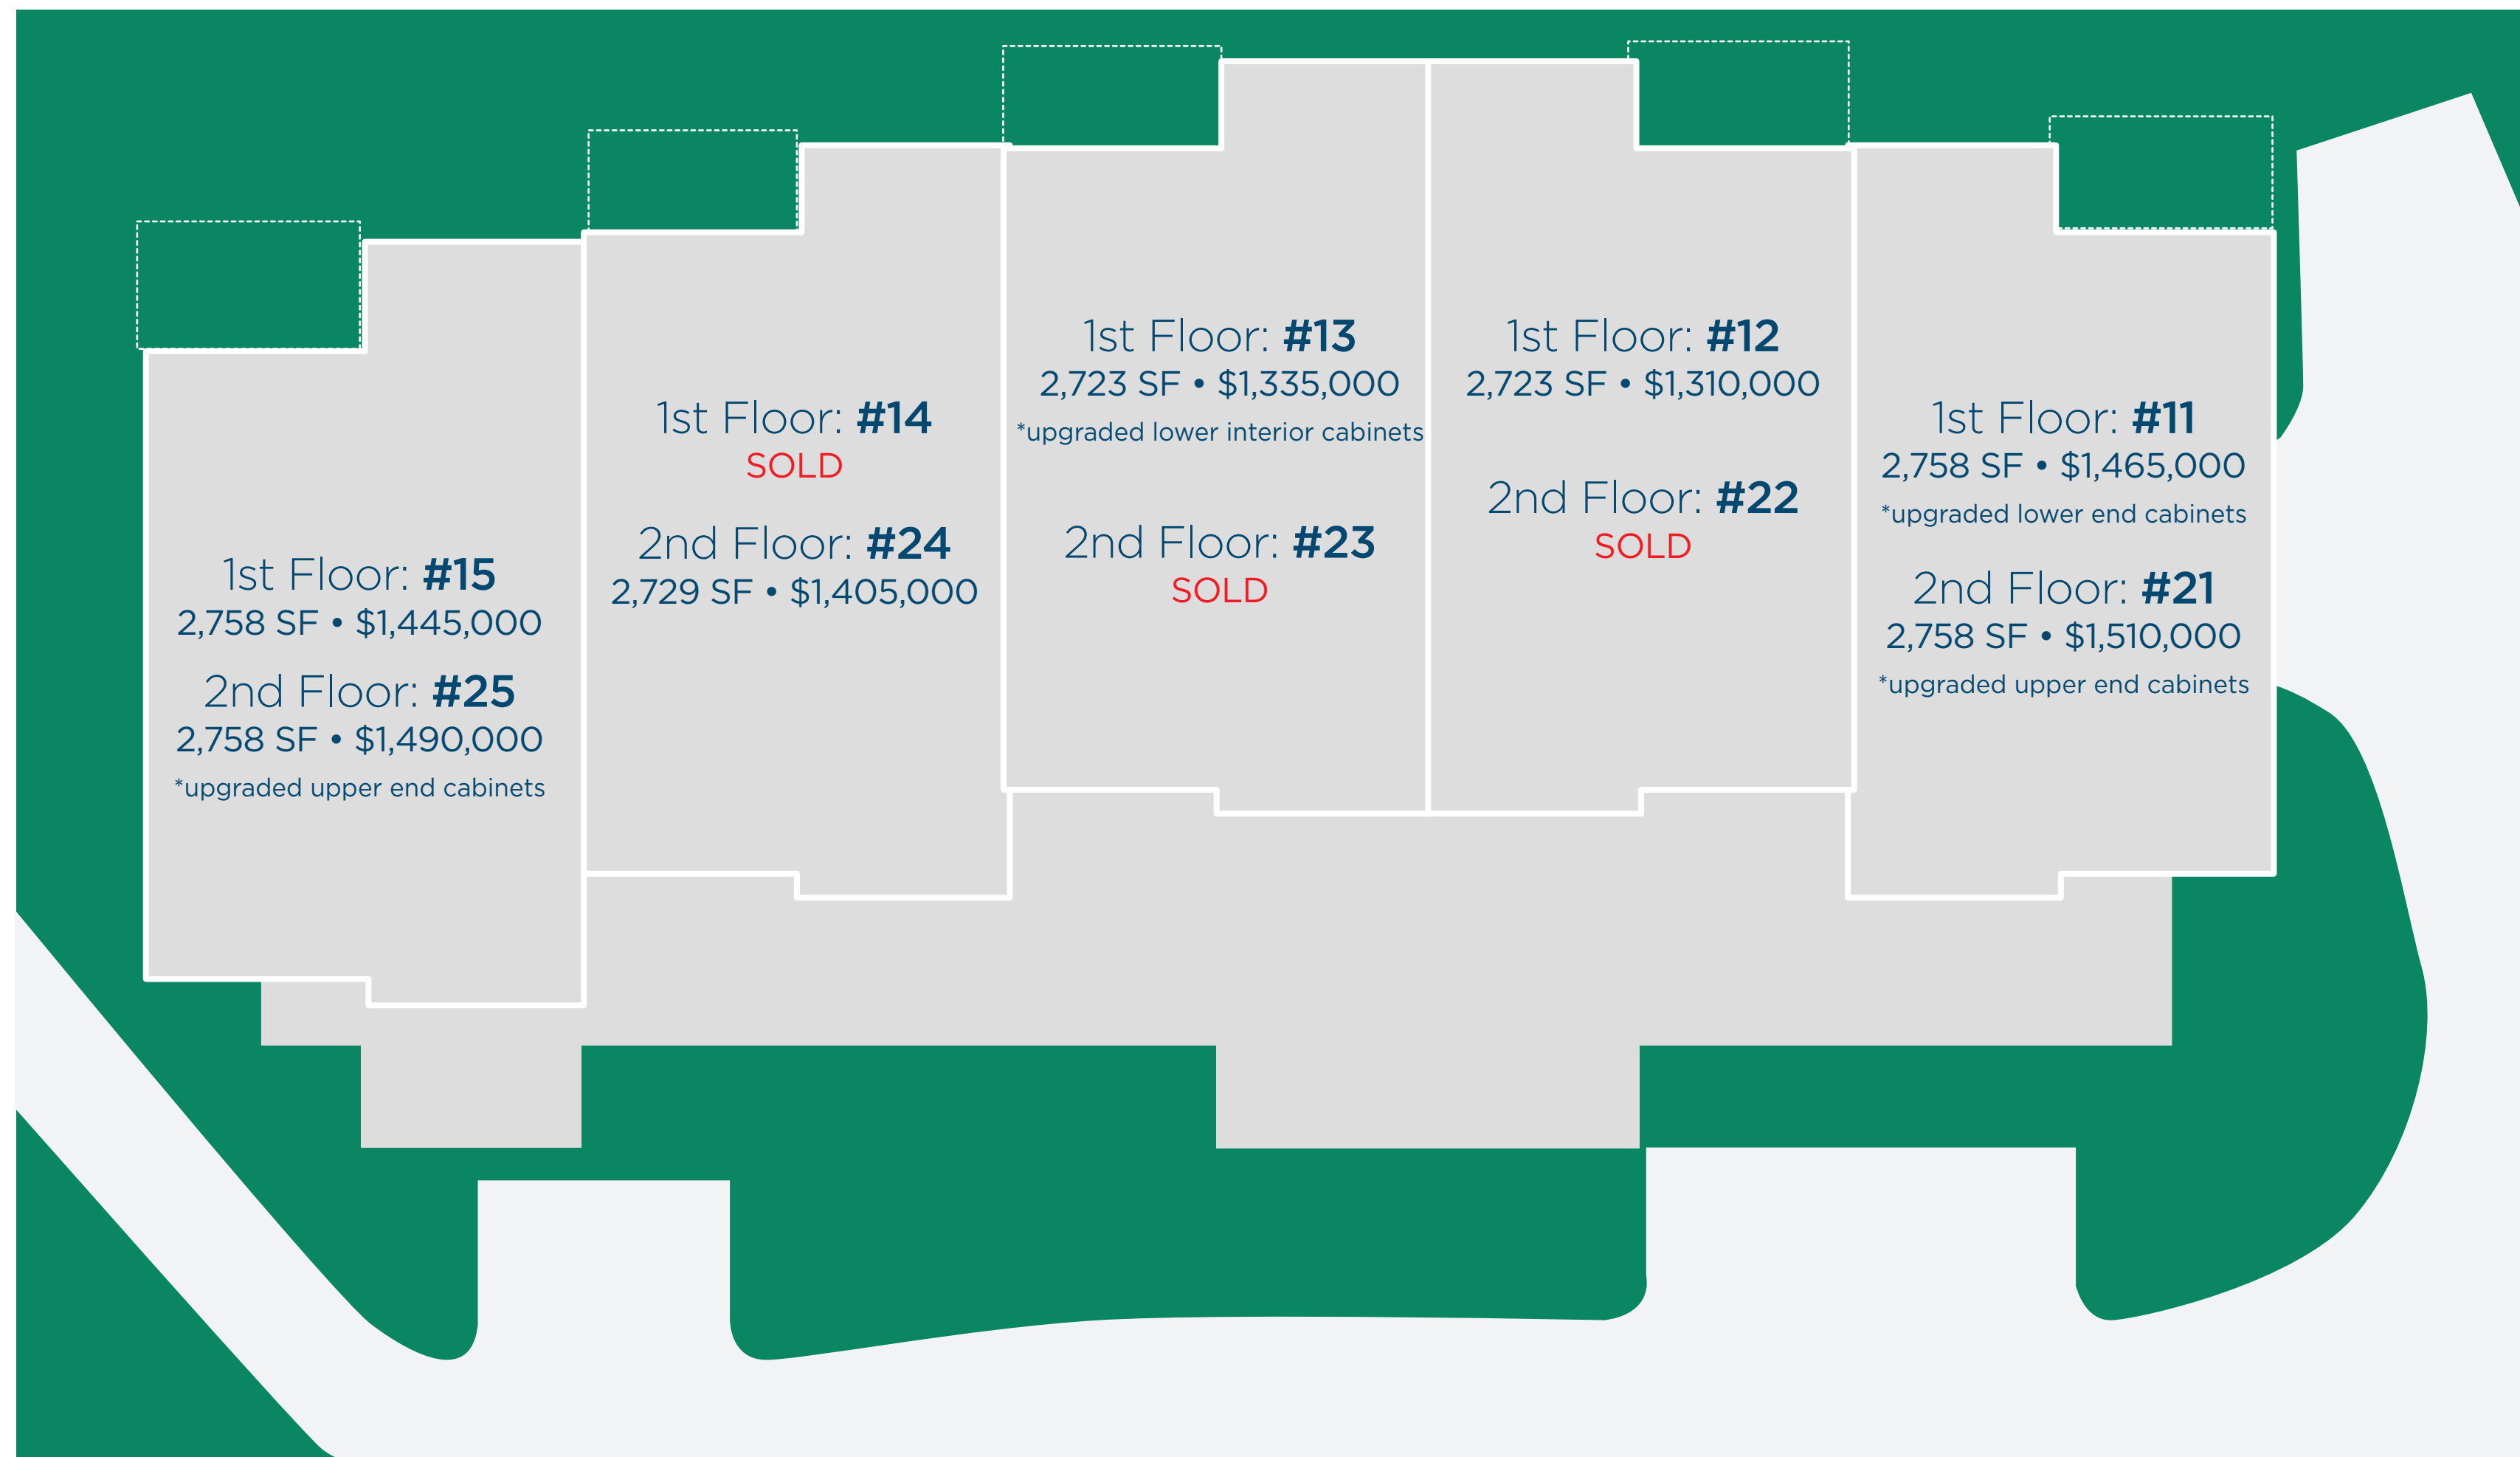 1st Floor: #15
2,758 SF • $1,445,000
2nd Floor: #25
2,758 SF • $1,490,000
*upgraded upper end cabinets
1st Floor: #14
SOLD
2nd Floor: #24
2,729 SF • $1,405,000
1st Floor: #13
2,723 SF • $1,335,000
*upgraded lower interior cabinets
2nd Floor: #23
SOLD
1st Floor: #12
2,723 SF • $1,310,000
2nd Floor: #22
SOLD
1st Floor: #11
2,758 SF • $1,465,000
*upgraded lower end cabinets
2nd Floor: #21
2,758 SF • $1,510,000
*upgraded upper end cabinets